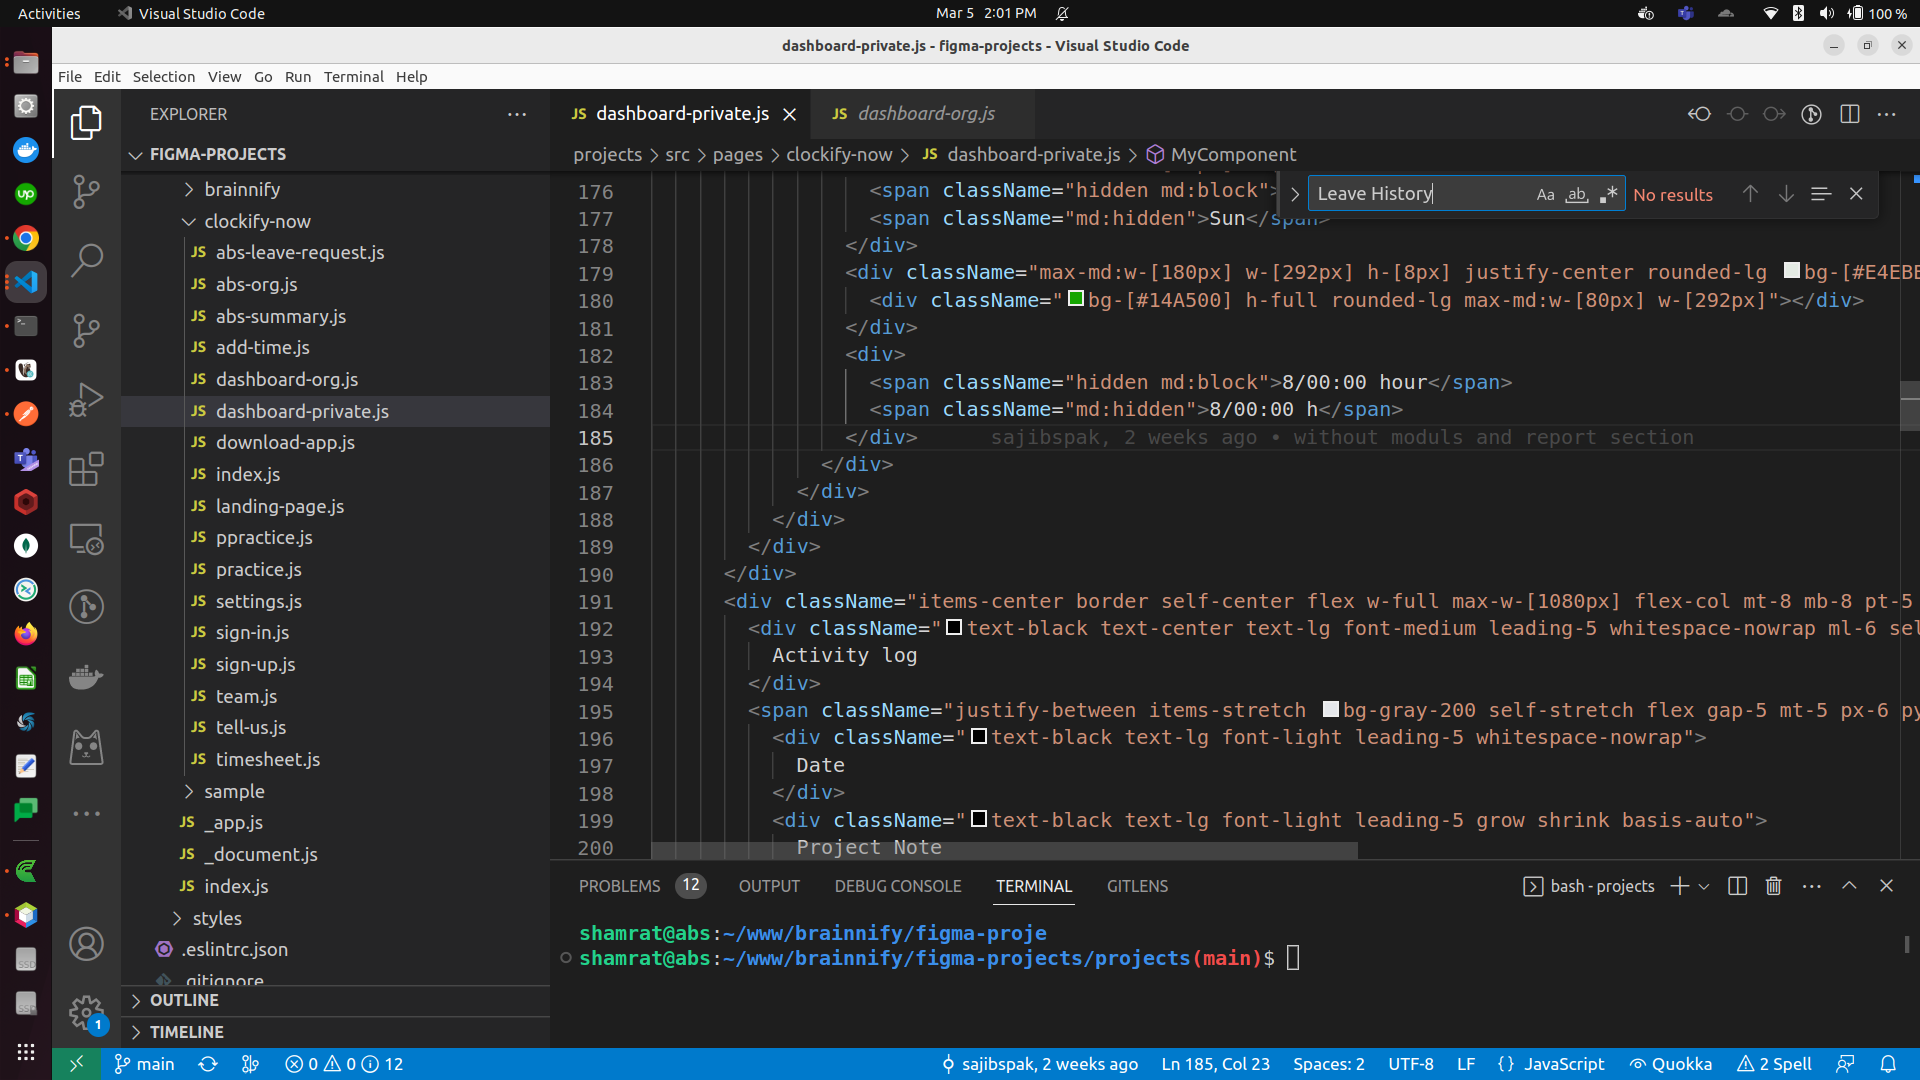 Activities
Visual Studio Code
Mar 5 2:01 PM
100 %
dashboard-private.js - figma-projects - Visual Studio Code
File Edit Selection View Go Run Terminal Help
EXPLORER
FIGMA-PROJECTS
brainnify
clockify-now
JS abs-leave-request.js
JS abs-org.js
JS abs-summary.js
JS add-time.js
JS dashboard-org.js
JS dashboard-private.js
JS download-app.js
JS index.js
JS landing-page.js
JS ppractice.js
JS practice.js
JS settings.js
JS sign-in.js
JS sign-up.js
JS team.js
JS tell-us.js
JS timesheet.js
sample
JS _app.js
JS _document.js
JS index.js
styles
.eslintrc.json
.gitignore
OUTLINE
TIMELINE
JS dashboard-private.js
JS dashboard-org.js
projects > src > pages > clockify-now > JS dashboard-private.js > MyComponent
Leave History
Aa ab .*
No results
176 <span className="hidden md:block">
177 <span className="md:hidden">Sun</span>
178 </div>
179 <div className="max-md:w-[180px] w-[292px] h-[8px] justify-center rounded-lg bg-[#E4EBE
180 <div className="bg-[#14A500] h-full rounded-lg max-md:w-[80px] w-[292px]"></div>
181 </div>
182 <div>
183 <span className="hidden md:block">8/00:00 hour</span>
184 <span className="md:hidden">8/00:00 h</span>
185 </div> sajibspak, 2 weeks ago • without moduls and report section
186 </div>
187 </div>
188 </div>
189 </div>
190 </div>
191 <div className="items-center border self-center flex w-full max-w-[1080px] flex-col mt-8 mb-8 pt-5
192 <div className="text-black text-center text-lg font-medium leading-5 whitespace-nowrap ml-6 sel
193 Activity log
194 </div>
195 <span className="justify-between items-stretch bg-gray-200 self-stretch flex gap-5 mt-5 px-6 py
196 <div className="text-black text-lg font-light leading-5 whitespace-nowrap">
197 Date
198 </div>
199 <div className="text-black text-lg font-light leading-5 grow shrink basis-auto">
200 Project Note
PROBLEMS 12 OUTPUT DEBUG CONSOLE TERMINAL GITLENS
bash - projects
shamrat@abs:~/www/brainnify/figma-proje
shamrat@abs:~/www/brainnify/figma-projects/projects(main)$
1
main
0 0 12
sajibspak, 2 weeks ago
Ln 185, Col 23
Spaces: 2
UTF-8
LF
{} JavaScript
Quokka
2 Spell